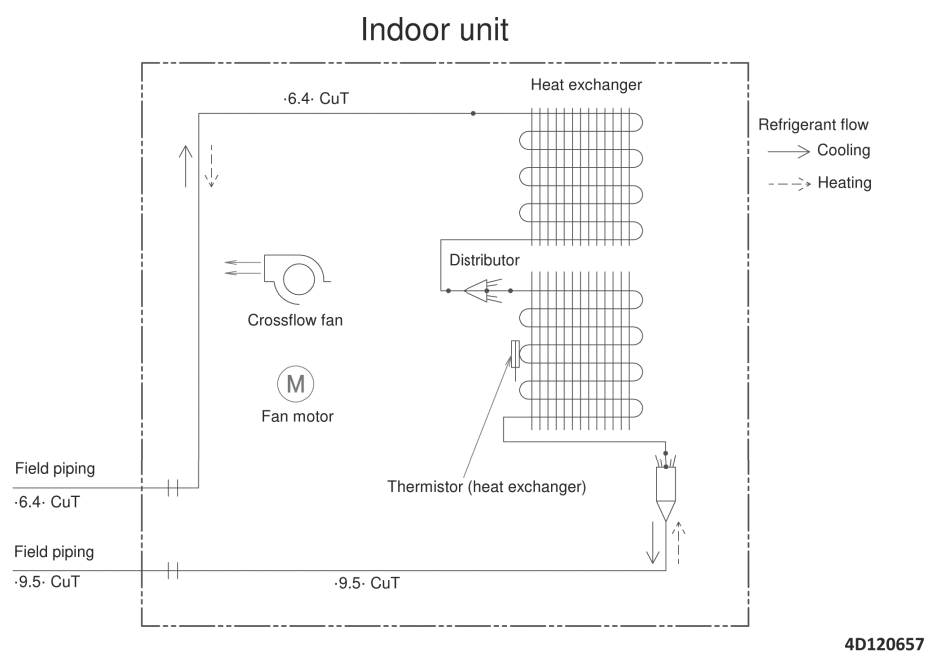 Indoor unit
Heat exchanger
·6.4· CuT
Refrigerant flow
Cooling
Heating
Distributor
Crossflow fan
M
Fan motor
Field piping
·6.4· CuT
Thermistor (heat exchanger)
Field piping
·9.5· CuT
·9.5· CuT
4D120657